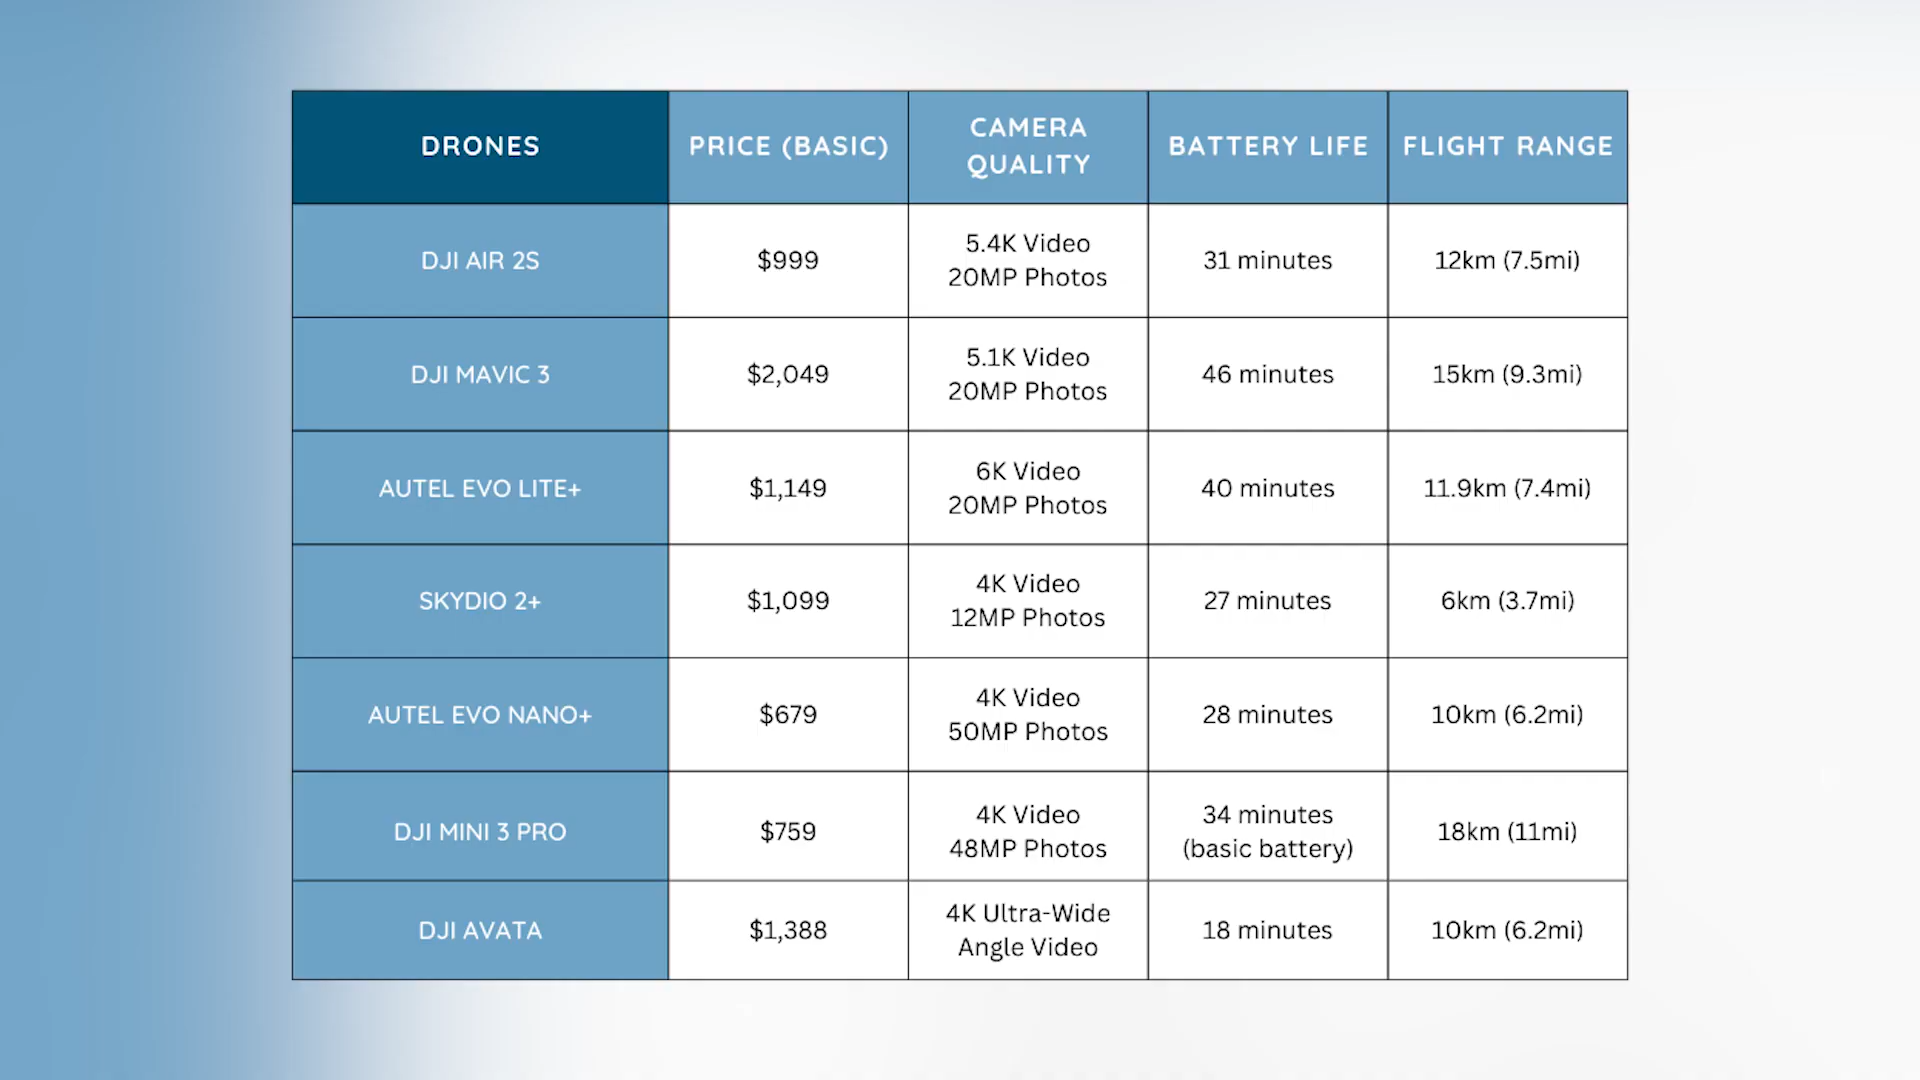 DRONES
PRICE (BASIC)
CAMERA
QUALITY
BATTERY LIFE
FLIGHT RANGE
DJI AIR 2S
$999
5.4K Video
20MP Photos
31 minutes
12km (7.5mi)
DJI MAVIC 3
$2,049
5.1K Video
20MP Photos
46 minutes
15km (9.3mi)
AUTEL EVO LITE+
$1,149
6K Video
20MP Photos
40 minutes
11.9km (7.4mi)
SKYDIO 2+
$1,099
4K Video
12MP Photos
27 minutes
6km (3.7mi)
AUTEL EVO NANO+
$679
4K Video
50MP Photos
28 minutes
10km (6.2mi)
DJI MINI 3 PRO
$759
4K Video
48MP Photos
34 minutes
(basic battery)
18km (11mi)
DJI AVATA
$1,388
4K Ultra-Wide
Angle Video
18 minutes
10km (6.2mi)